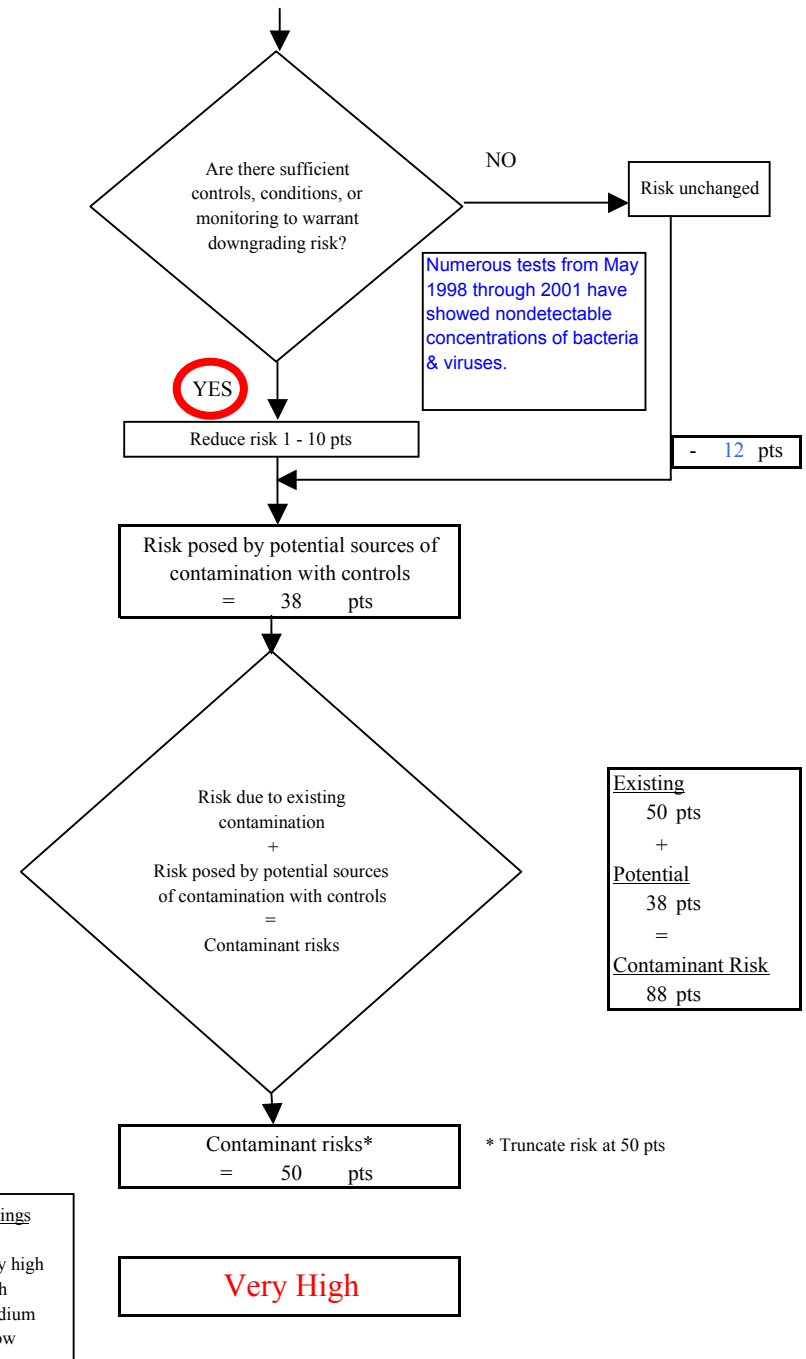 Are there sufficient
controls, conditions, or
monitoring to warrant
downgrading risk?
NO
Risk unchanged
Numerous tests from May
1998 through 2001 have
showed nondetectable
concentrations of bacteria
& viruses.
YES
Reduce risk 1 - 10 pts
- 12 pts
Risk posed by potential sources of
contamination with controls
= 38 pts
Risk due to existing
contamination
+
Risk posed by potential sources
of contamination with controls
=
Contaminant risks
Existing
50 pts
+
Potential
38 pts
=
Contaminant Risk
88 pts
Contaminant risks*
= 50 pts
* Truncate risk at 50 pts
Very High